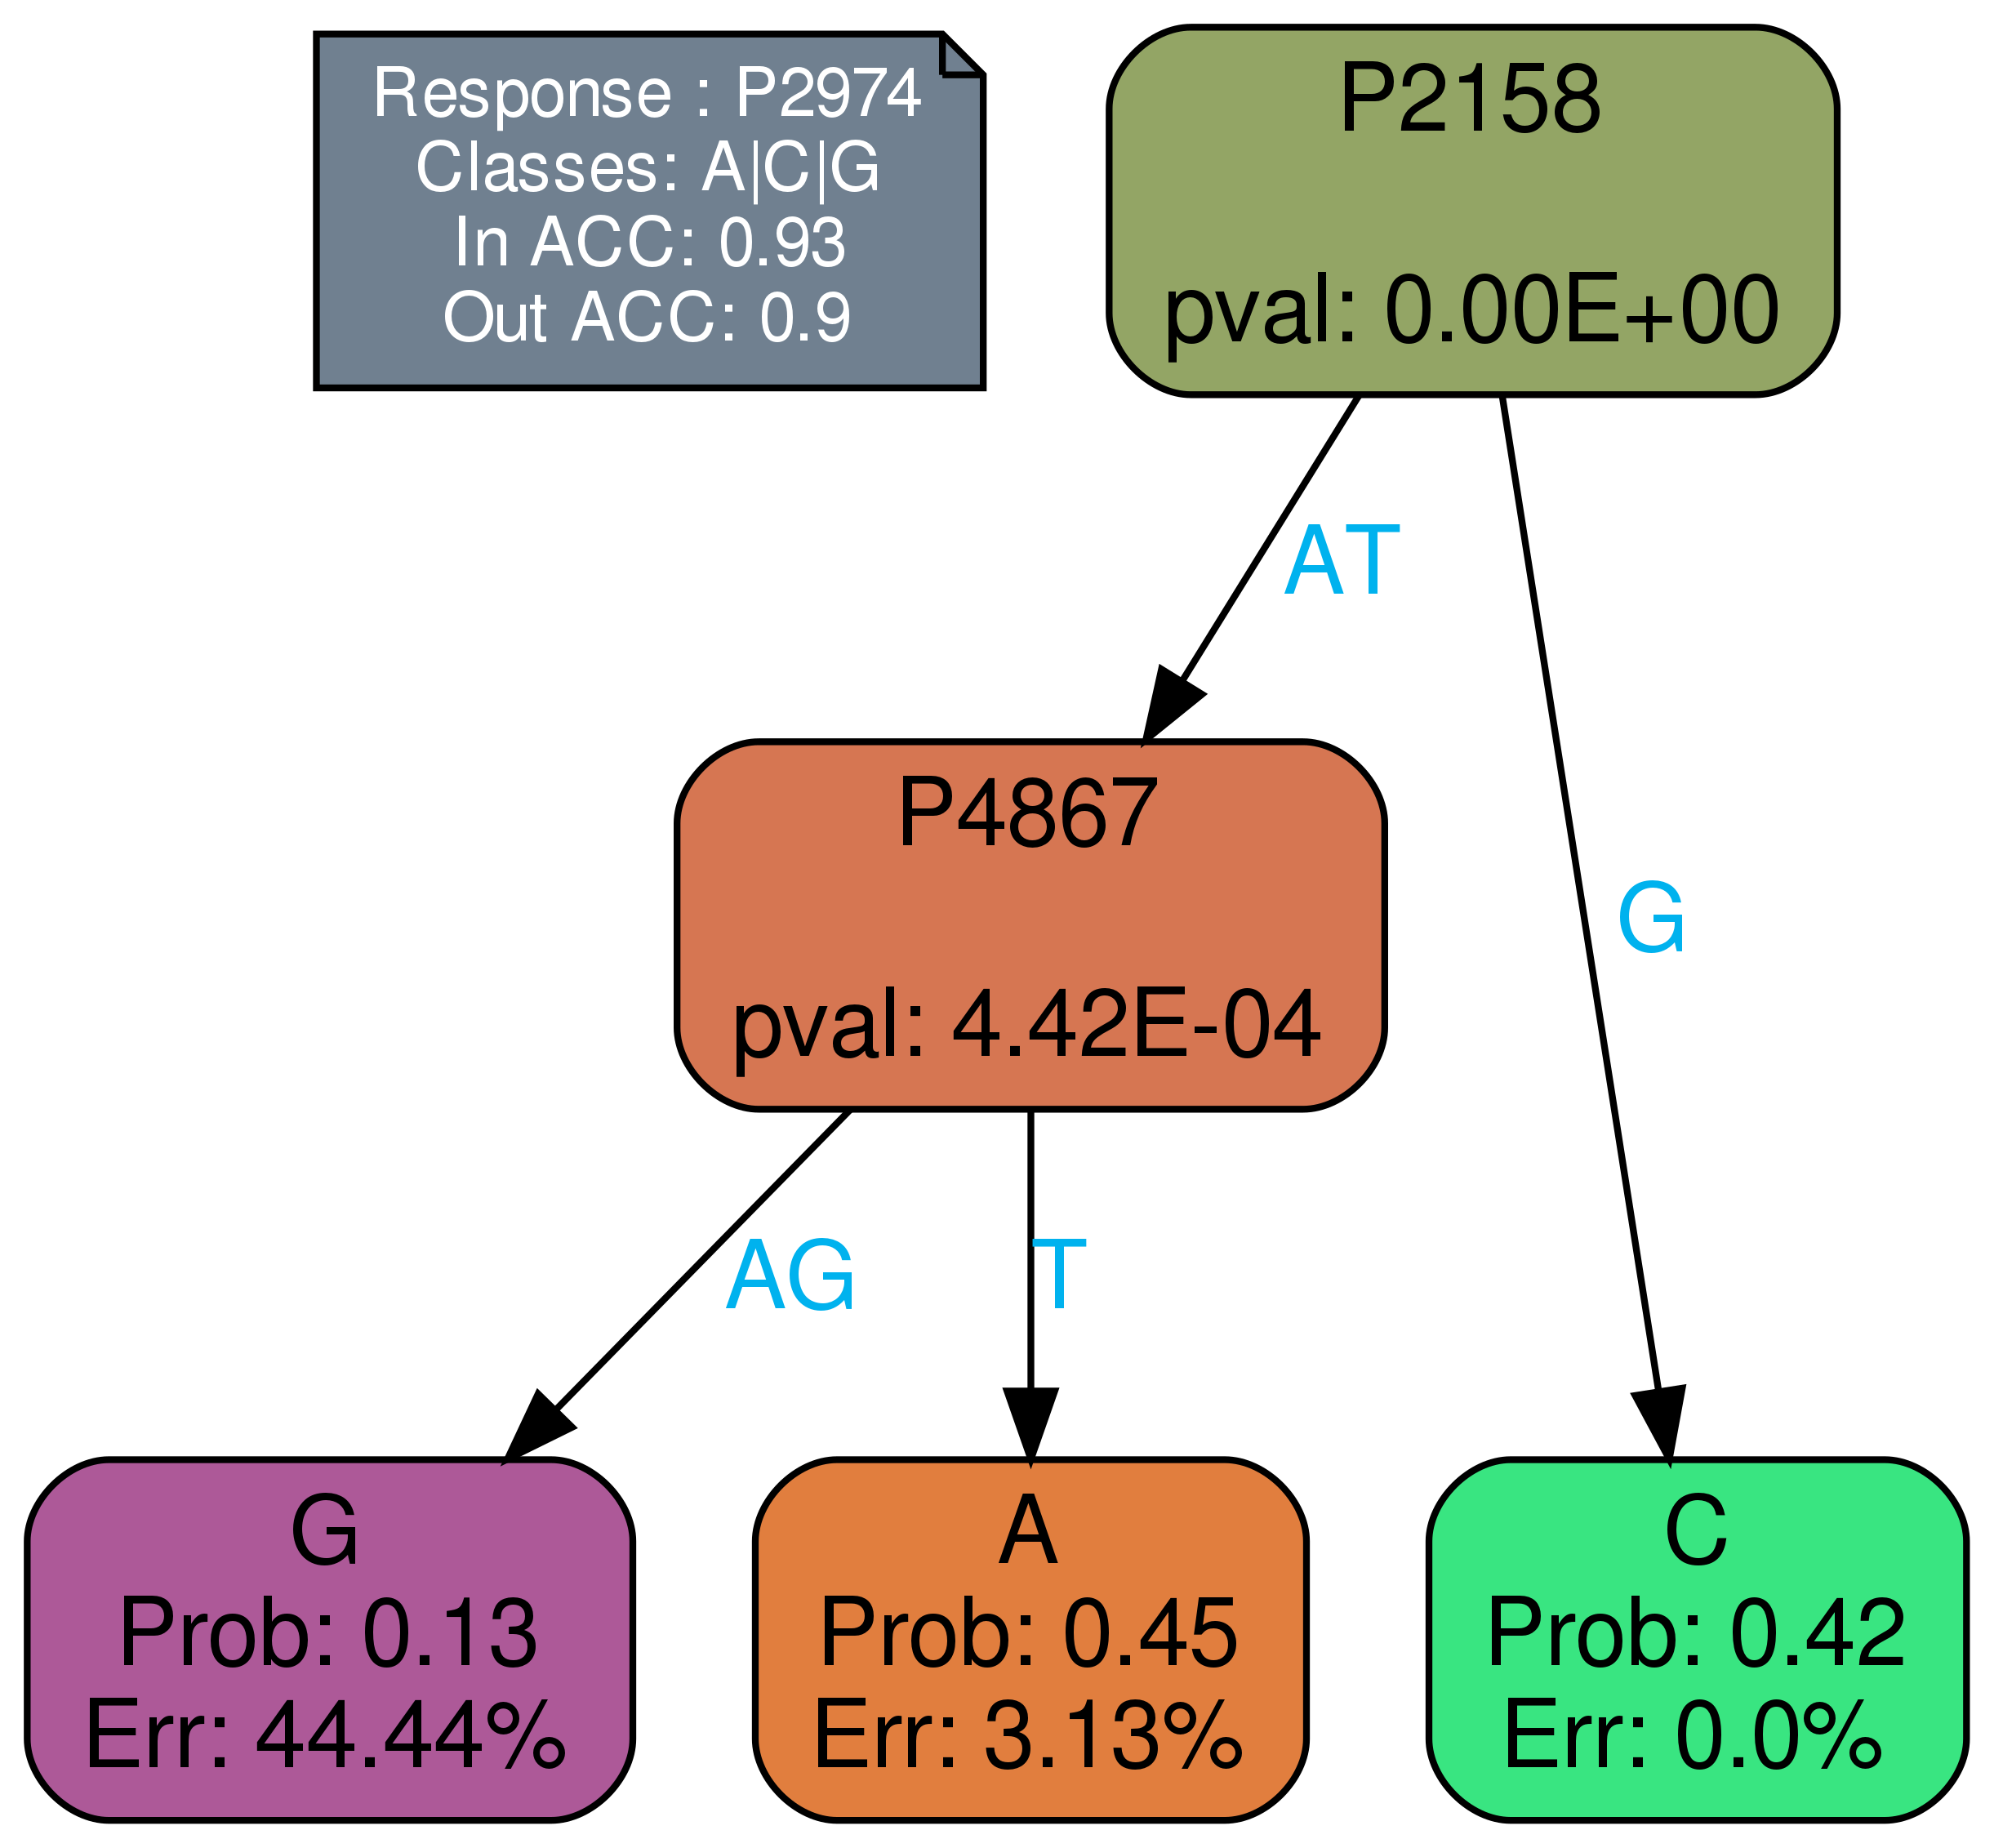 Response : P2974
Classes: A|C|G
In ACC: 0.93
Out ACC: 0.9
P2158
pval: 0.00E+00
AT
P4867
pval: 4.42E-04
G
AG
T
G
Prob: 0.13
Err: 44.44%
A
Prob: 0.45
Err: 3.13%
C
Prob: 0.42
Err: 0.0%